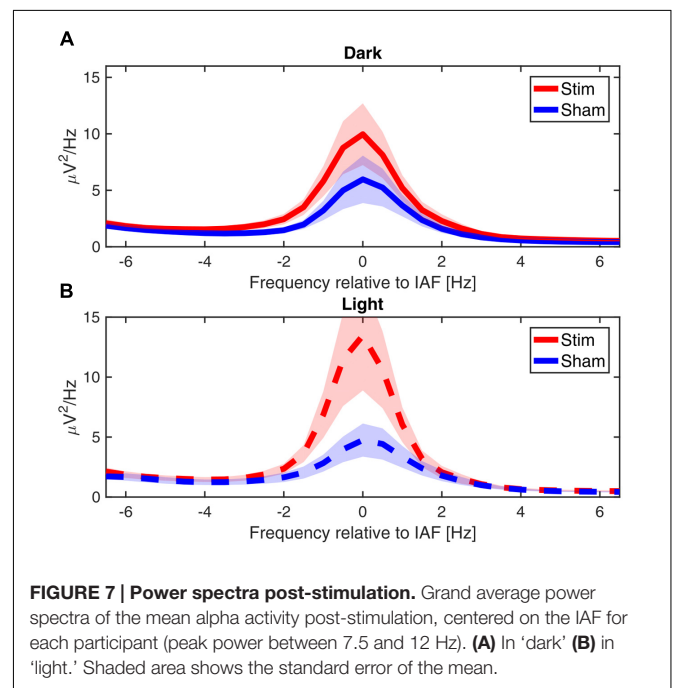 A
Dark
15
Stim
Sham
10
μV²/Hz
5
0
-6 -4 -2 0 2 4 6
Frequency relative to IAF [Hz]
B
Light
15
Stim
Sham
10
μV²/Hz
5
0
-6 -4 -2 0 2 4 6
Frequency relative to IAF [Hz]
FIGURE 7 | Power spectra post-stimulation. Grand average power
spectra of the mean alpha activity post-stimulation, centered on the IAF for
each participant (peak power between 7.5 and 12 Hz). (A) In ‘dark’ (B) in
‘light.’ Shaded area shows the standard error of the mean.